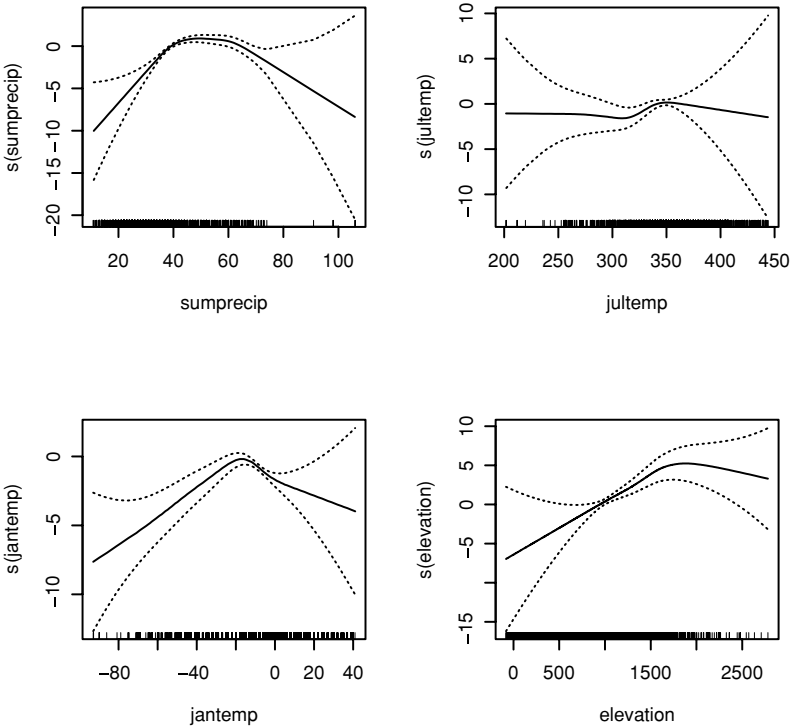 s(sumprecip)
0
−5
−10
−15
−20
20 40 60 80 100
sumprecip
s(jultemp)
10
5
0
−5
−10
200 250 300 350 400 450
jultemp
s(jantemp)
0
−5
−10
−80 −40 0 20 40
jantemp
s(elevation)
10
5
0
−5
−15
0 500 1500 2500
elevation